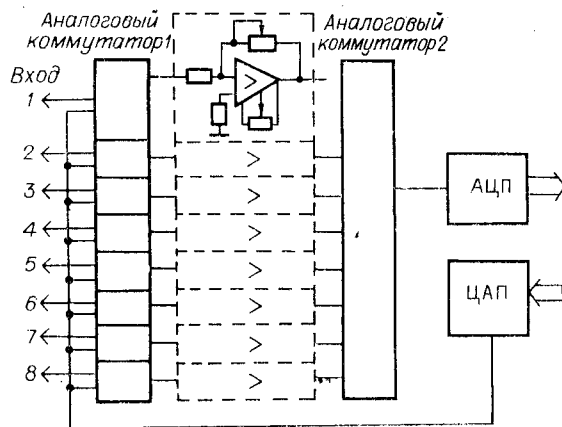 Аналоговый
коммутатор1
Аналоговый
коммутатор2
Вход
1
2
3
4
5
6
7
8
>
>
>
>
>
>
>
>
АЦП
ЦАП